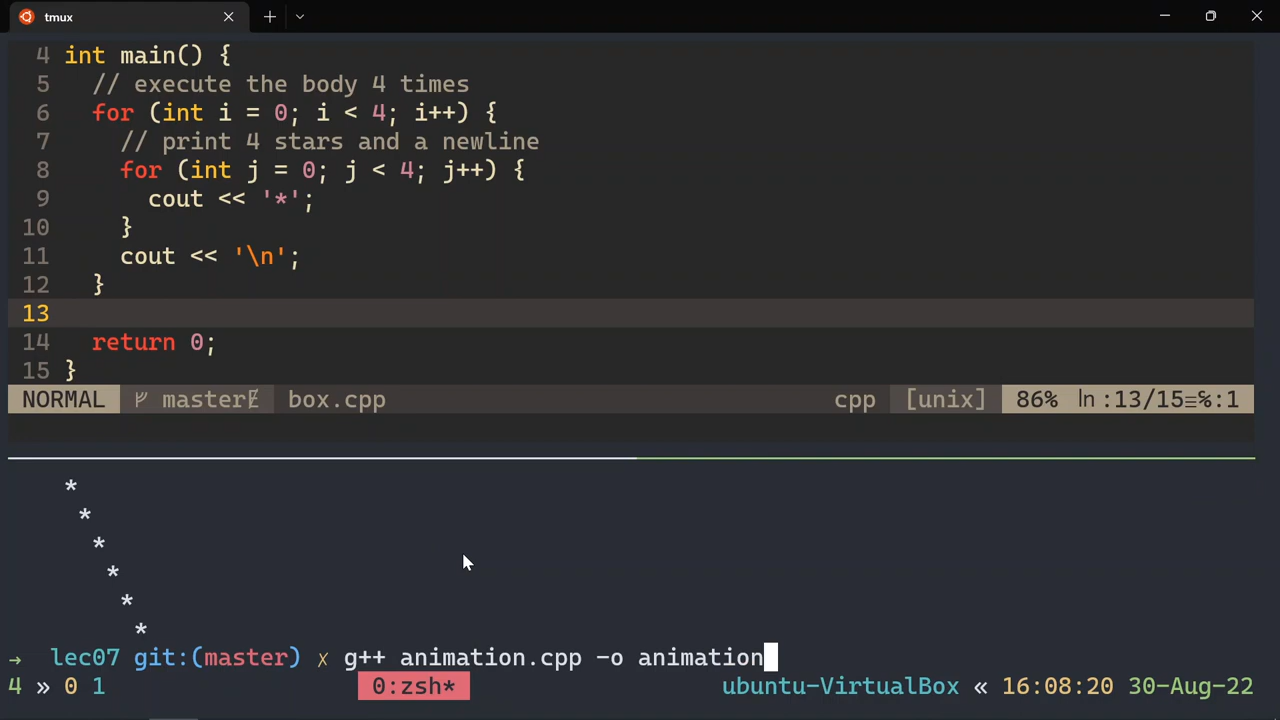 tmux
4 int main() {
5 // execute the body 4 times
6 for (int i = 0; i < 4; i++) {
7 // print 4 stars and a newline
8 for (int j = 0; j < 4; j++) {
9 cout << '*';
10 }
11 cout << '\n';
12 }
13
14 return 0;
15 }
NORMAL master box.cpp cpp [unix] 86% ln :13/15≡℅:1
*
*
*
*
*
*
→ lec07 git:(master) ✗ g++ animation.cpp -o animation
4 » 0 1 0:zsh* ubuntu-VirtualBox « 16:08:20 30-Aug-22